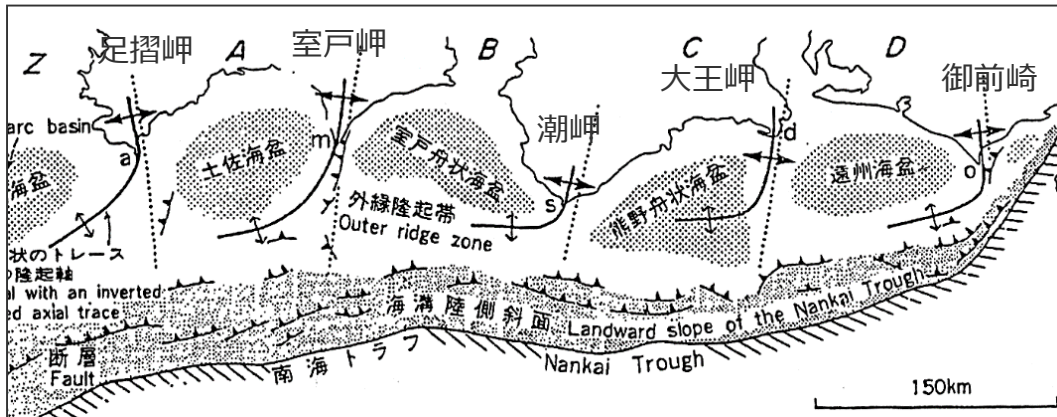 Z
足摺岬
A
室戸岬
B
C
D
大王岬
御前崎
潮岬
arc basin
海盆
a
土佐海盆
m
室戸舟状海盆
s
熊野舟状海盆
d
遠州海盆
o
外縁隆起帯
Outer ridge zone
状のトレース
隆起軸
al with an inverted
ed axial trace
海溝陸側斜面
Landward slope of the Nankai Trough
断層
Fault
南海トラフ
Nankai Trough
150km